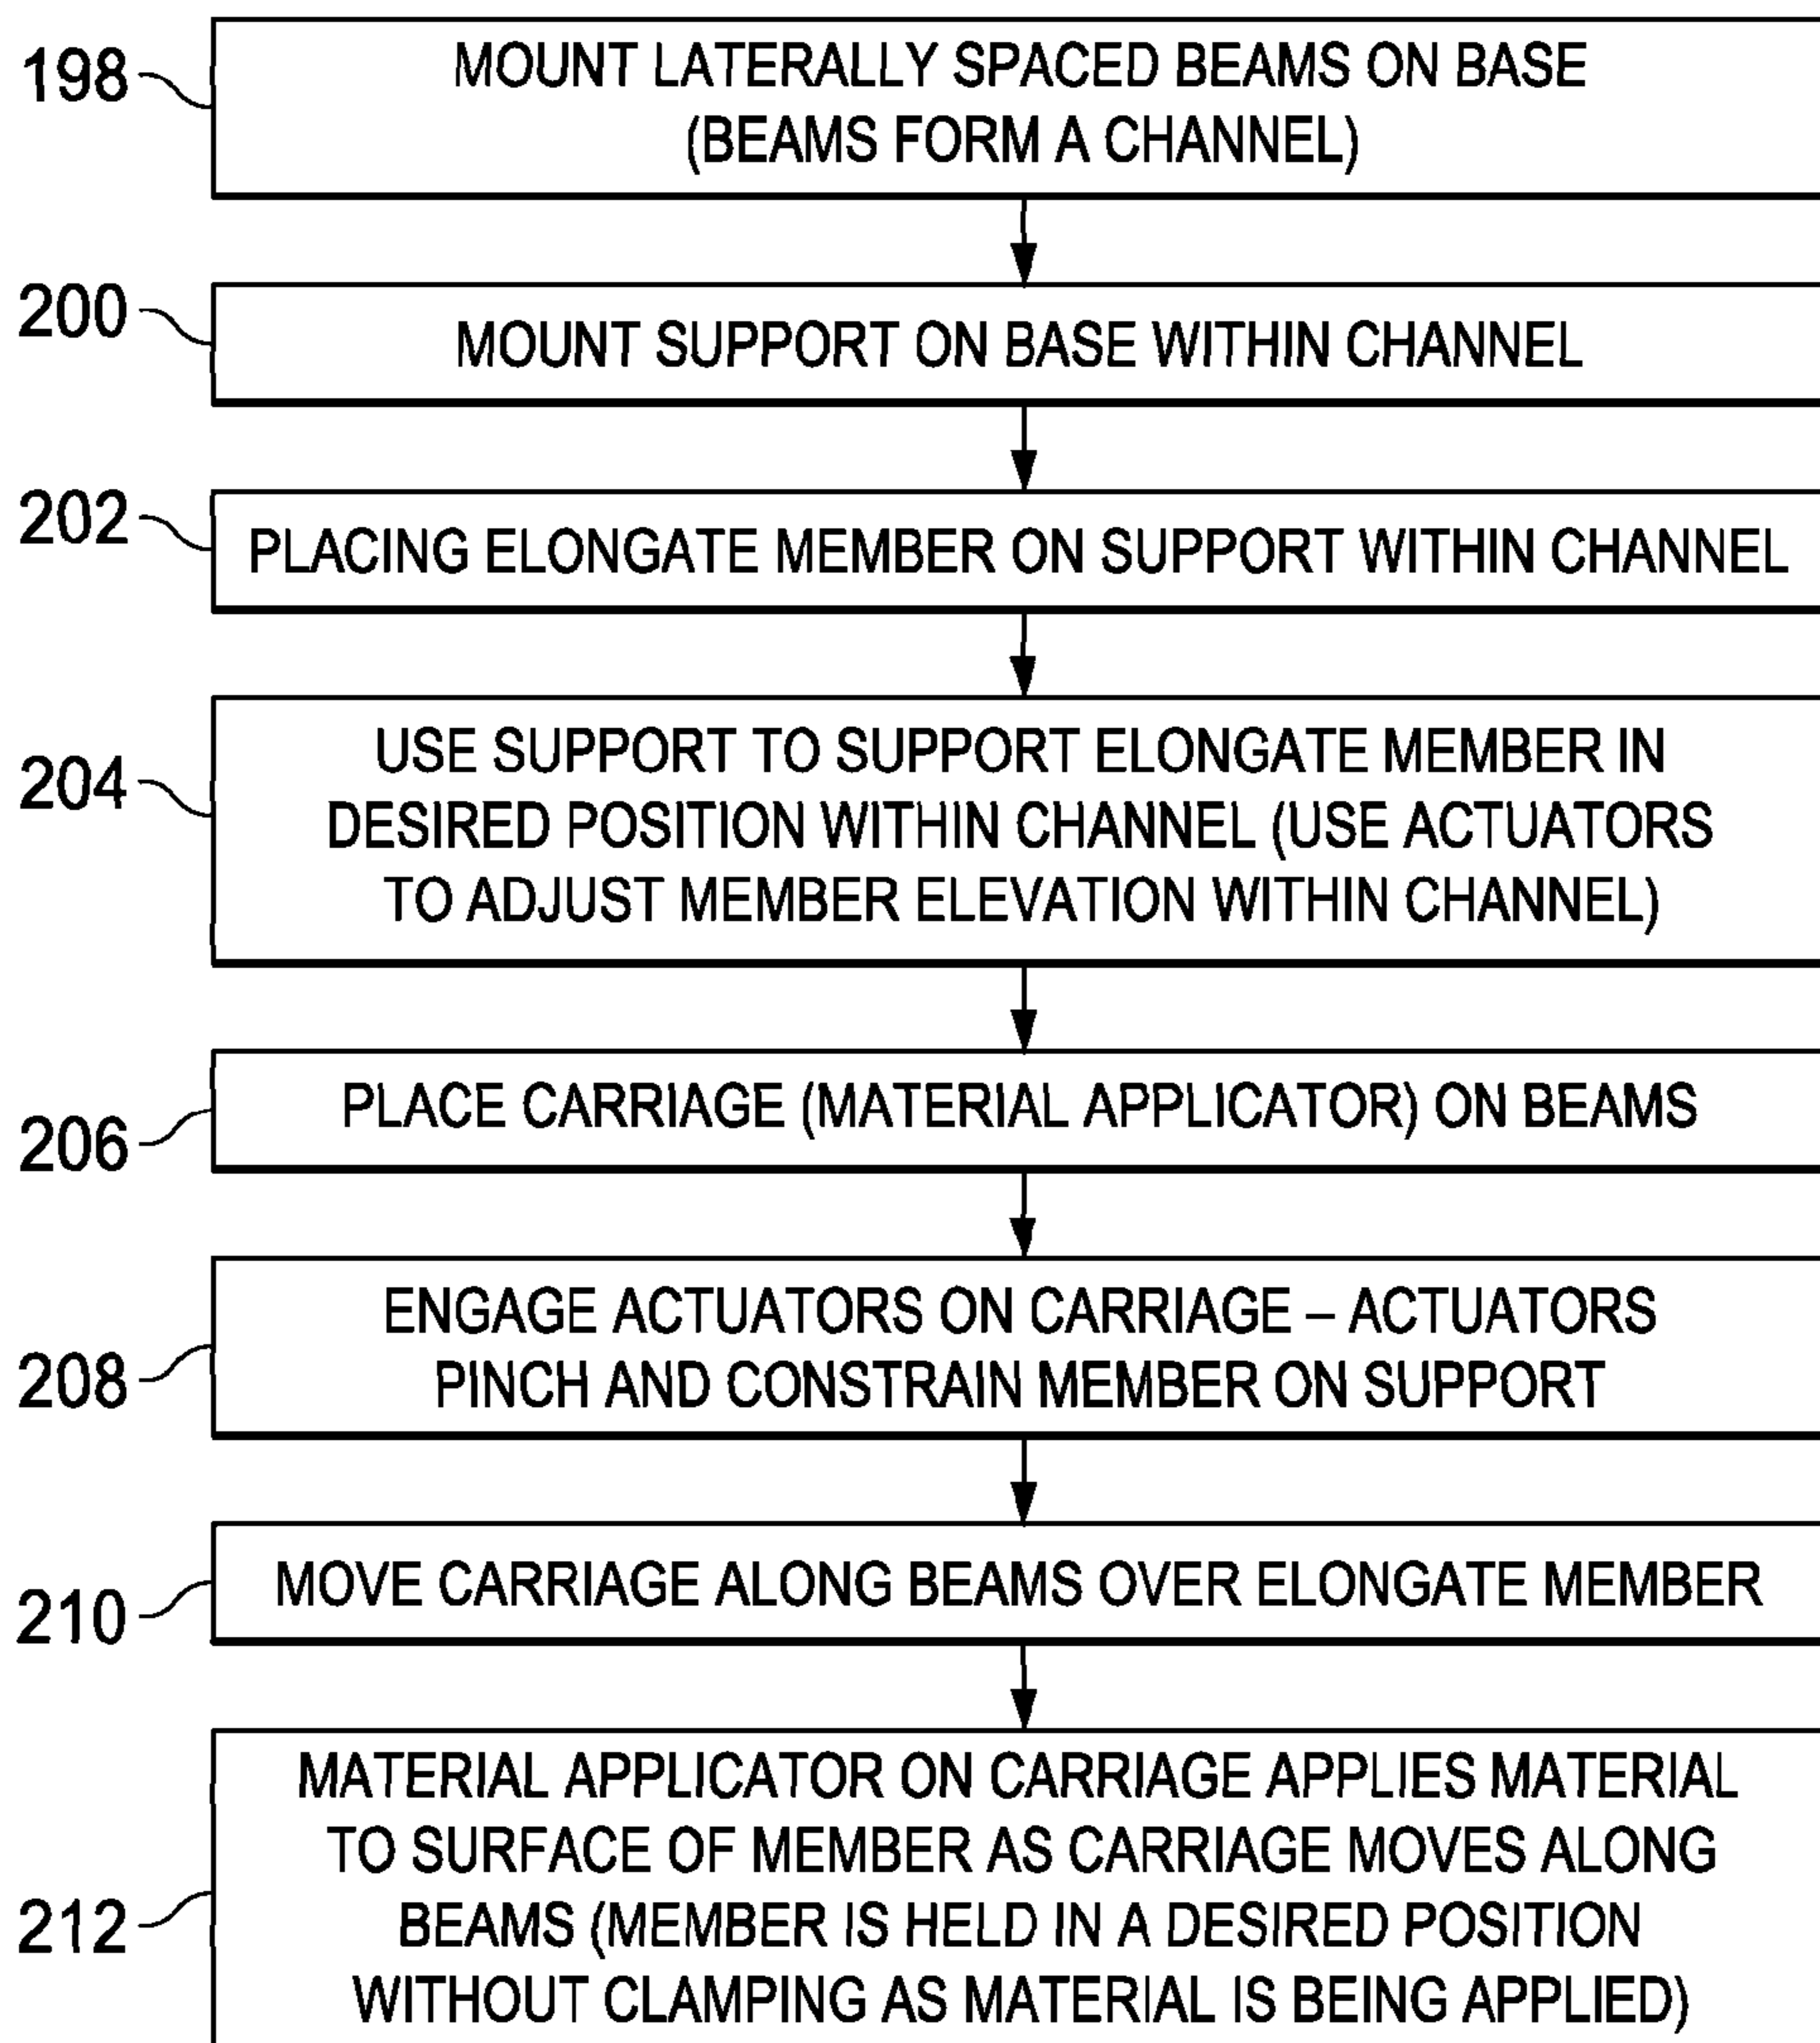 198
MOUNT LATERALLY SPACED BEAMS ON BASE
(BEAMS FORM A CHANNEL)
200
MOUNT SUPPORT ON BASE WITHIN CHANNEL
202
PLACING ELONGATE MEMBER ON SUPPORT WITHIN CHANNEL
204
USE SUPPORT TO SUPPORT ELONGATE MEMBER IN
DESIRED POSITION WITHIN CHANNEL (USE ACTUATORS
TO ADJUST MEMBER ELEVATION WITHIN CHANNEL)
206
PLACE CARRIAGE (MATERIAL APPLICATOR) ON BEAMS
208
ENGAGE ACTUATORS ON CARRIAGE – ACTUATORS
PINCH AND CONSTRAIN MEMBER ON SUPPORT
210
MOVE CARRIAGE ALONG BEAMS OVER ELONGATE MEMBER
212
MATERIAL APPLICATOR ON CARRIAGE APPLIES MATERIAL
TO SURFACE OF MEMBER AS CARRIAGE MOVES ALONG
BEAMS (MEMBER IS HELD IN A DESIRED POSITION
WITHOUT CLAMPING AS MATERIAL IS BEING APPLIED)